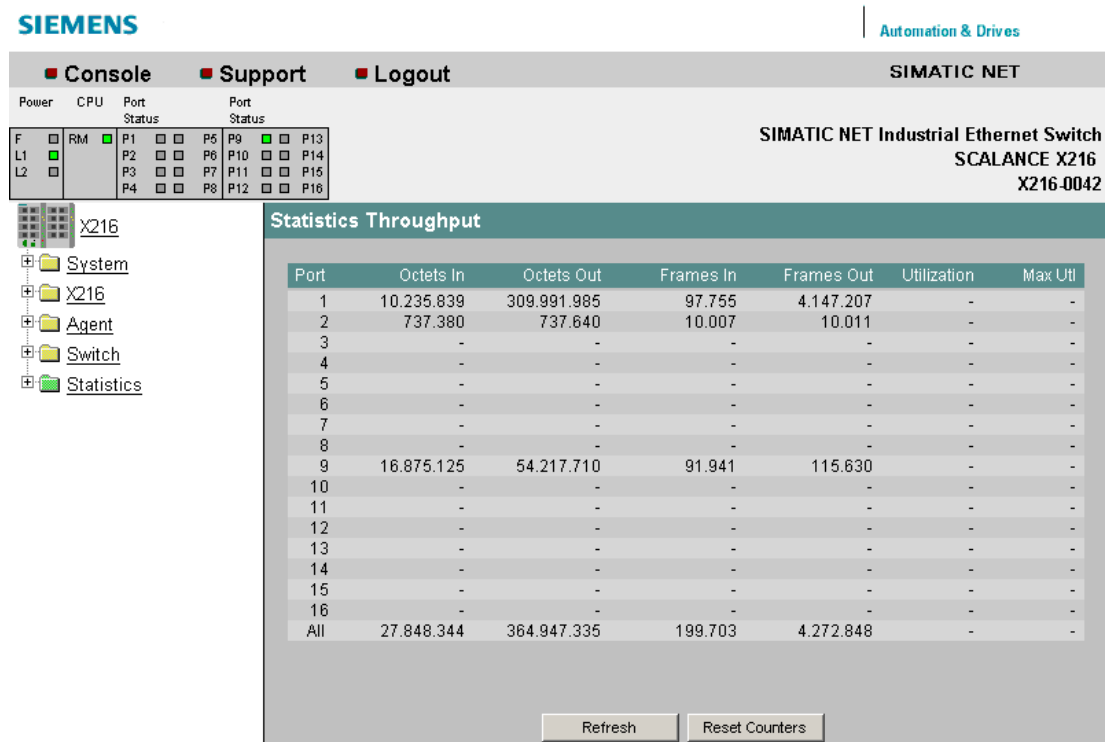 SIEMENS
Automation & Drives
Console Support Logout SIMATIC NET
Power CPU Port Status Port Status
F RM P1 P5 P9 P13
L1 P2 P6 P10 P14
L2 P3 P7 P11 P15
P4 P8 P12 P16
SIMATIC NET Industrial Ethernet Switch
SCALANCE X216
X216-0042
X216
System
X216
Agent
Switch
Statistics
Statistics Throughput
Port Octets In Octets Out Frames In Frames Out Utilization Max Utl
1 10.235.839 309.991.985 97.755 4.147.207 - -
2 737.380 737.640 10.007 10.011 - -
3 - - - - - -
4 - - - - - -
5 - - - - - -
6 - - - - - -
7 - - - - - -
8 - - - - - -
9 16.875.125 54.217.710 91.941 115.630 - -
10 - - - - - -
11 - - - - - -
12 - - - - - -
13 - - - - - -
14 - - - - - -
15 - - - - - -
16 - - - - - -
All 27.848.344 364.947.335 199.703 4.272.848 - -
Refresh Reset Counters